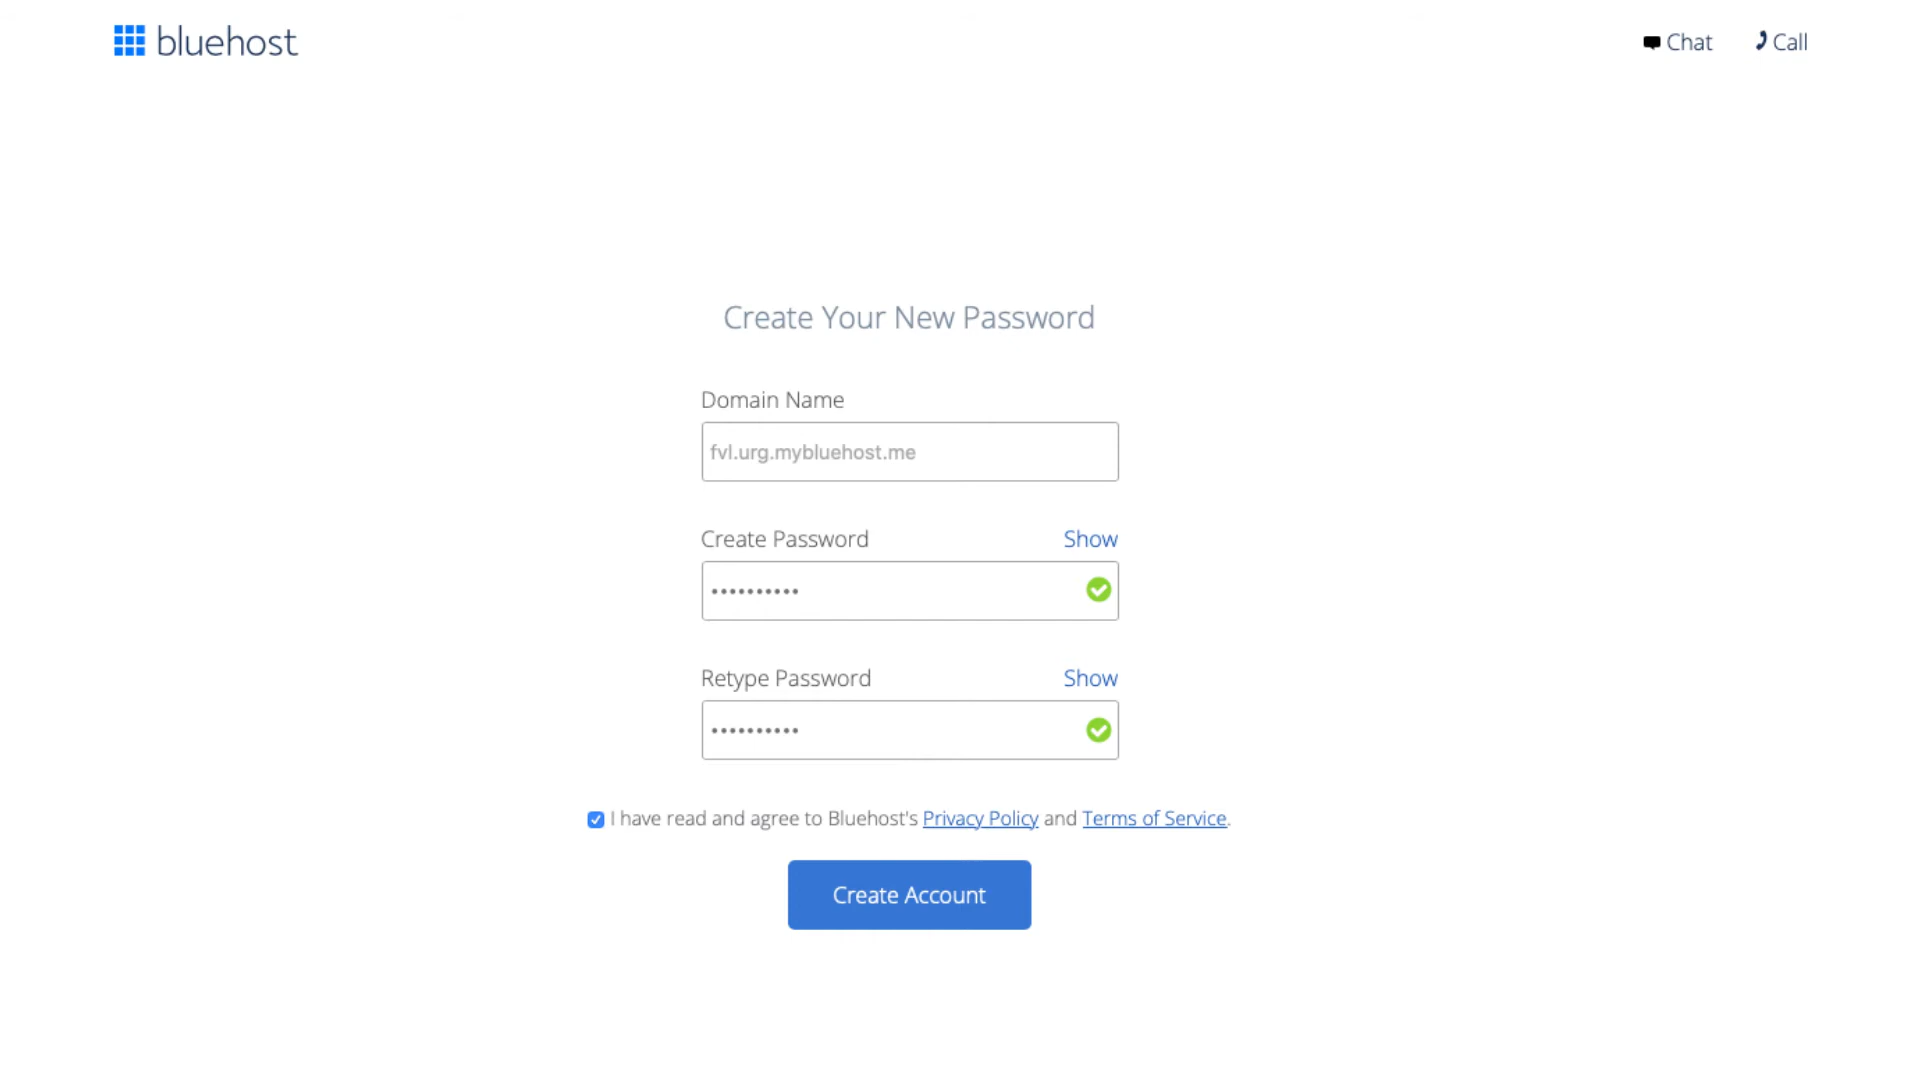 bluehost
Chat
Call
Create Your New Password
Domain Name
fvl.urg.mybluehost.me
Create Password
Show
••••••••••
Retype Password
Show
••••••••••
I have read and agree to Bluehost's Privacy Policy and Terms of Service.
Create Account